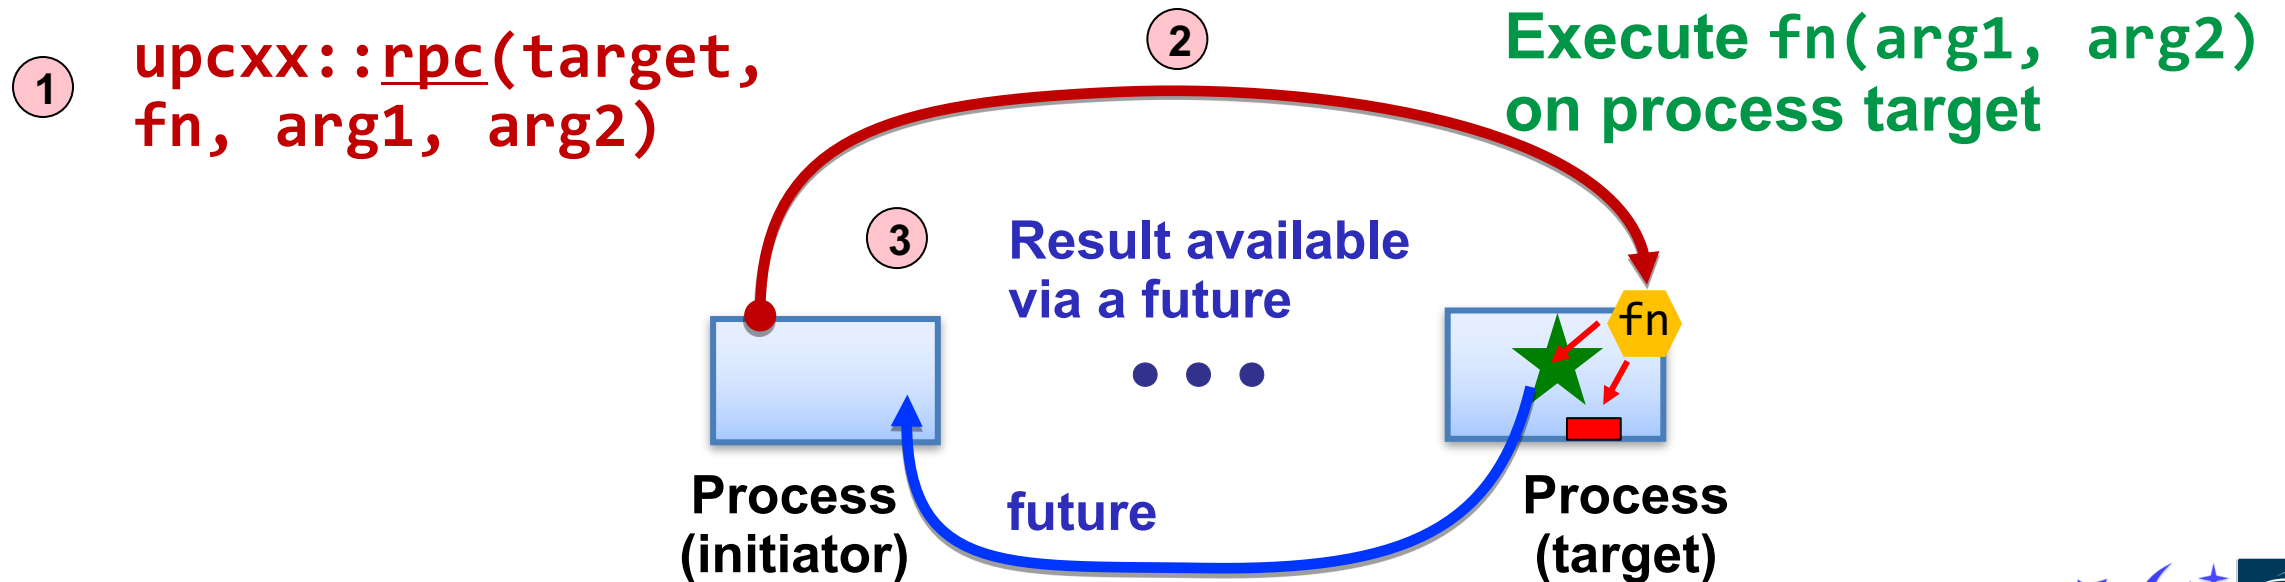 1
upcxx::rpc(target,
fn, arg1, arg2)
2
Execute fn(arg1, arg2)
on process target
3
Result available
via a future
fn
Process
(initiator)
future
Process
(target)